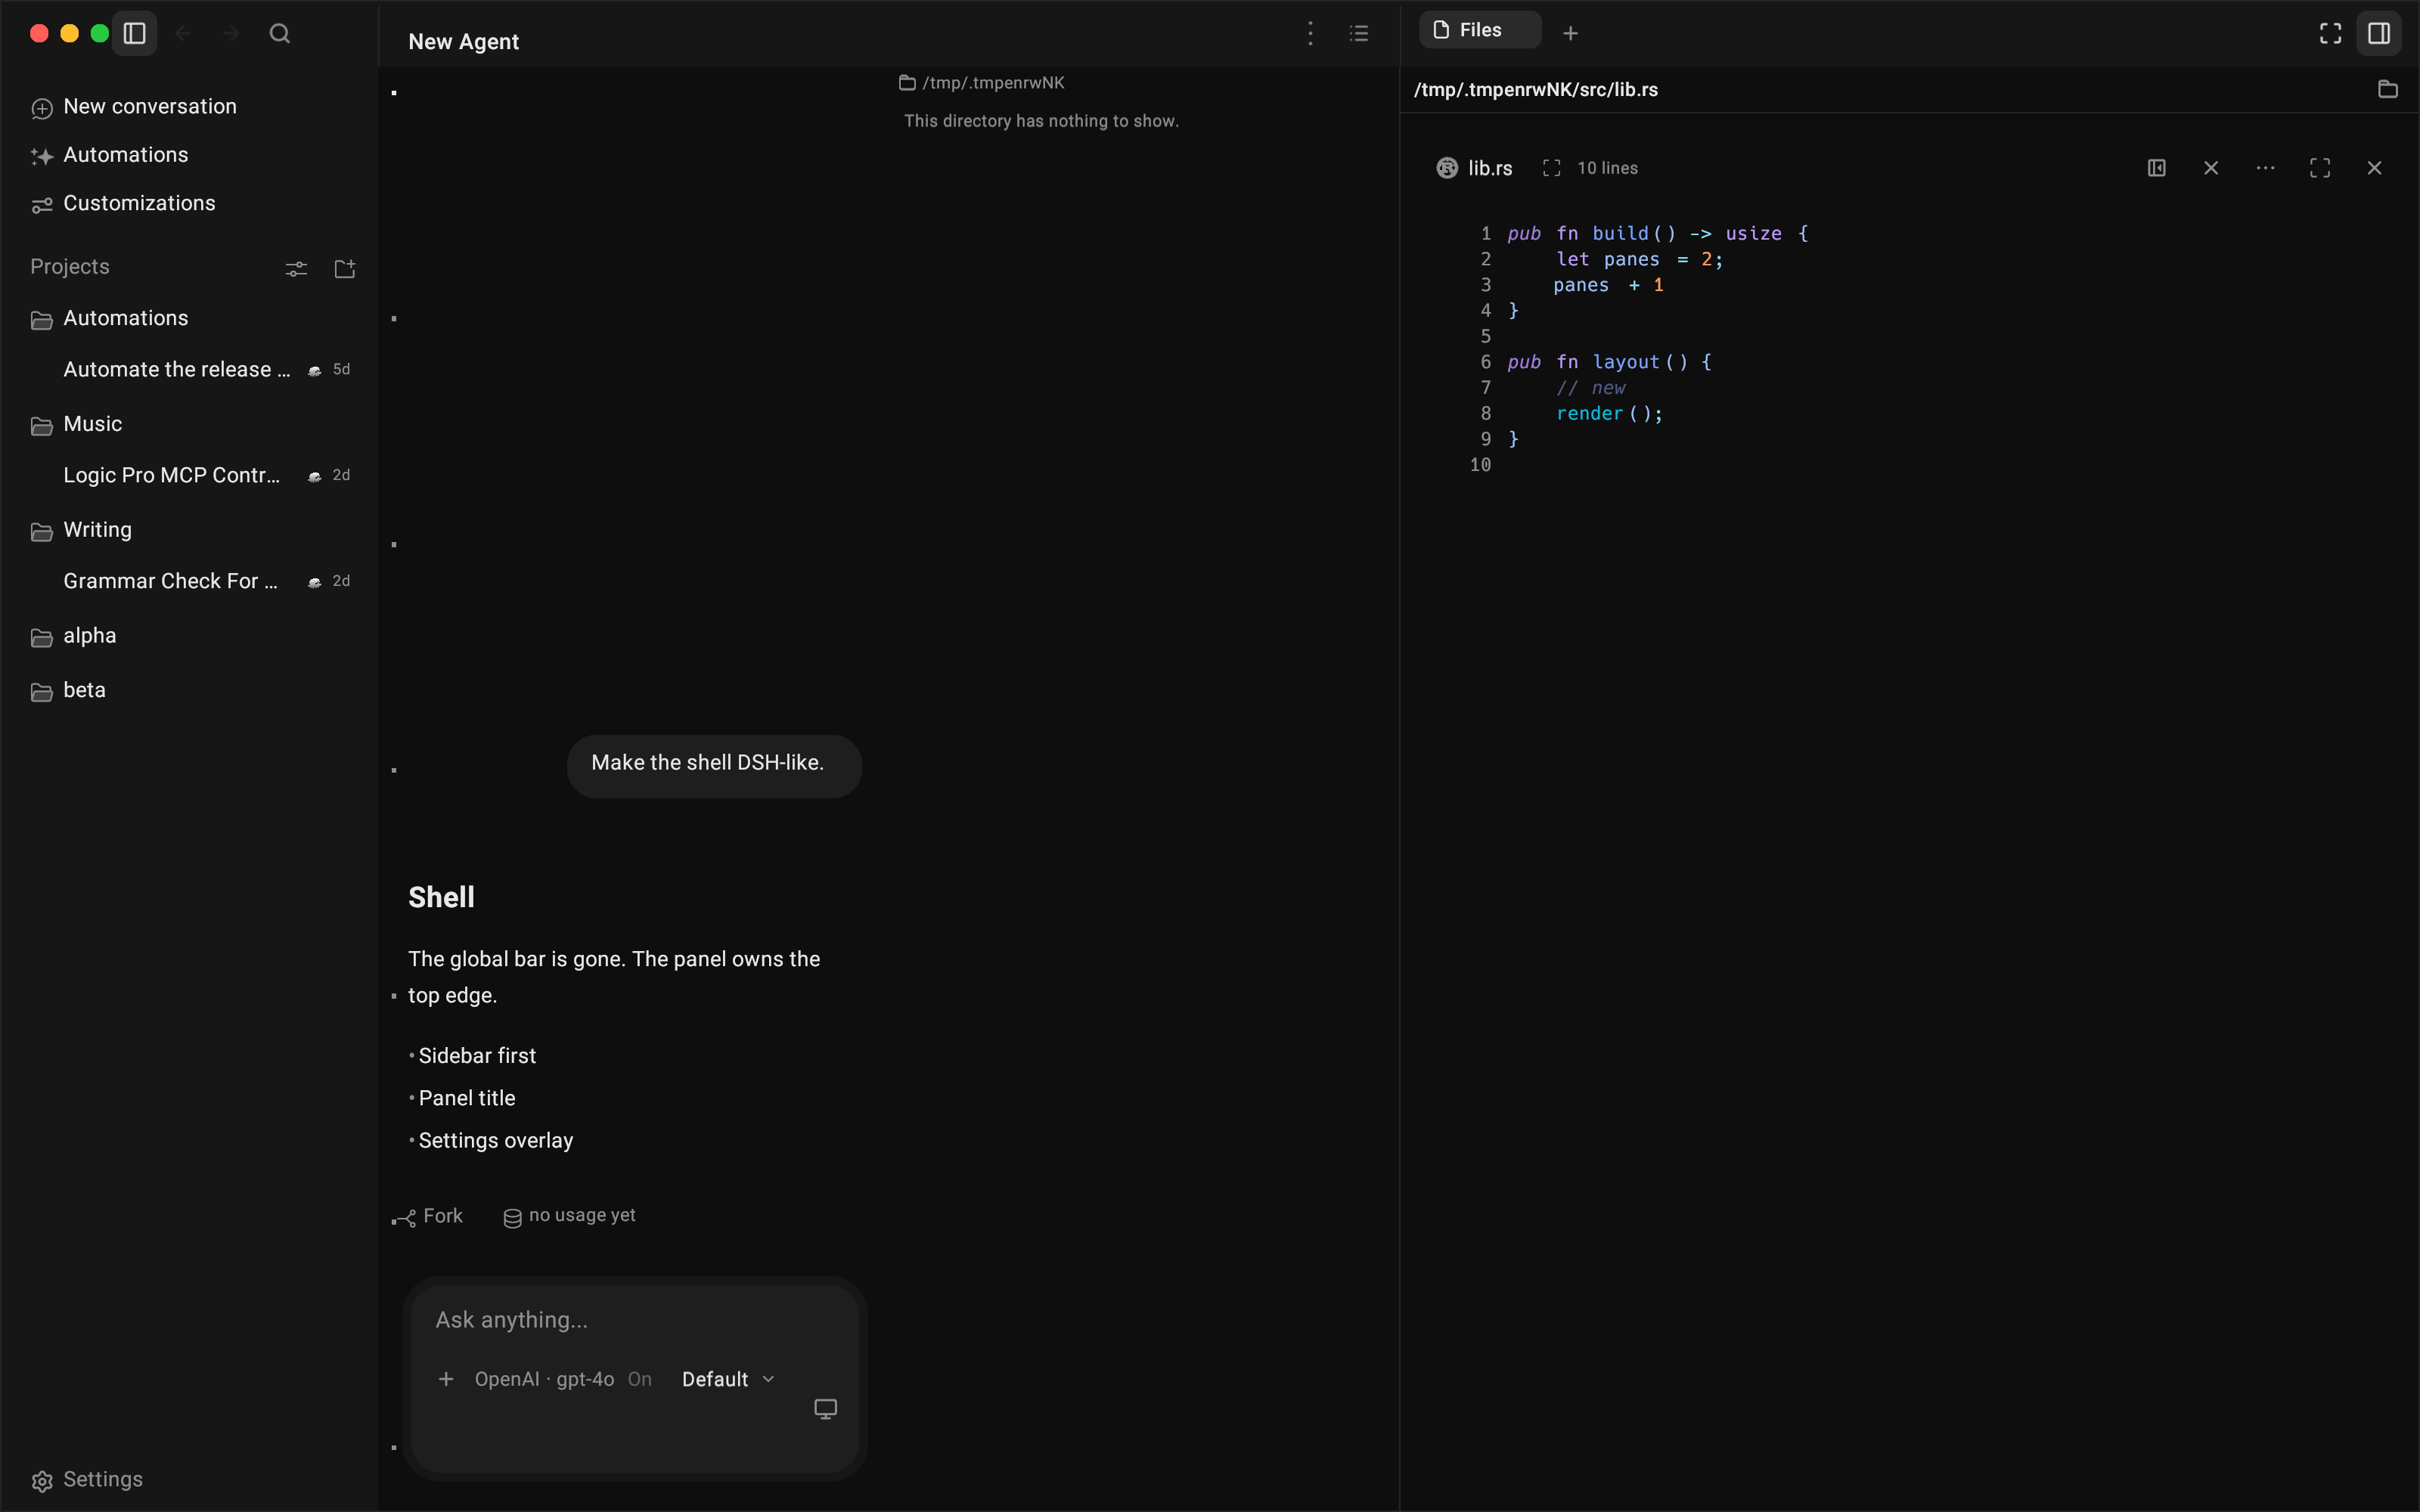 New conversation
Automations
Customizations
Projects
Automations
Automate the release ... 5d
Music
Logic Pro MCP Contr... 2d
Writing
Grammar Check For ... 2d
alpha
beta
Settings
New Agent
/tmp/.tmpenrwNK
This directory has nothing to show.
Make the shell DSH-like.
Shell
The global bar is gone. The panel owns the
top edge.
• Sidebar first
• Panel title
• Settings overlay
Fork no usage yet
Ask anything...
OpenAI · gpt-4o On Default
Files
/tmp/.tmpenrwNK/src/lib.rs
lib.rs 10 lines
1 pub fn build() -> usize {
2     let panes = 2;
3     panes + 1
4 }
5
6 pub fn layout() {
7     // new
8     render();
9 }
10